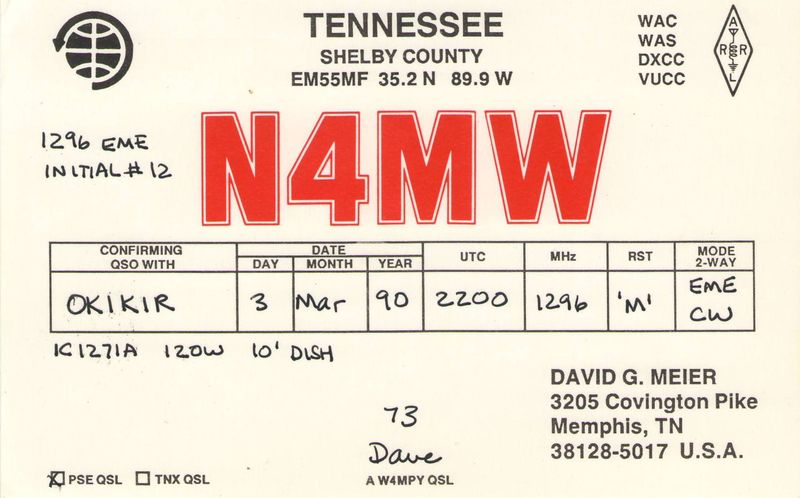 TENNESSEE
SHELBY COUNTY
EM55MF 35.2 N 89.9 W
WAC
WAS
DXCC
VUCC
A
R R
L
1296 EME
INITIAL # 12
N4MW
CONFIRMING QSO WITH DATE DAY MONTH YEAR UTC MHz RST MODE 2-WAY
OK1KIR 3 Mar 90 2200 1296 'M' EME CW
IC1271A 120W 10' DISH
DAVID G. MEIER
3205 Covington Pike
Memphis, TN
38128-5017 U.S.A.
73
Dave
PSE QSL TNX QSL
A W4MPY QSL